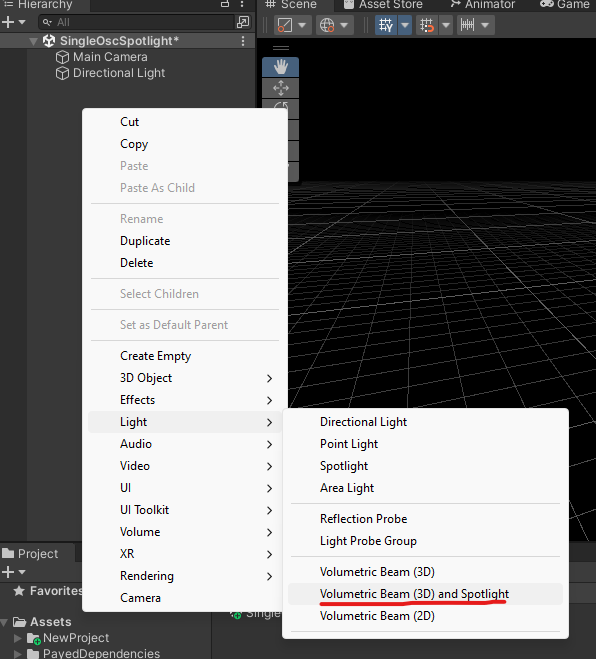 Hierarchy
Scene
Asset Store
Animator
Game
All
SingleOscSpotlight*
Main Camera
Directional Light
Cut
Copy
Paste
Paste As Child
Rename
Duplicate
Delete
Select Children
Set as Default Parent
Create Empty
3D Object
Effects
Light
Audio
Video
UI
UI Toolkit
Volume
XR
Rendering
Camera
Directional Light
Point Light
Spotlight
Area Light
Reflection Probe
Light Probe Group
Volumetric Beam (3D)
Volumetric Beam (3D) and Spotlight
Volumetric Beam (2D)
Project
Favorites
Assets
NewProject
PayedDependencies